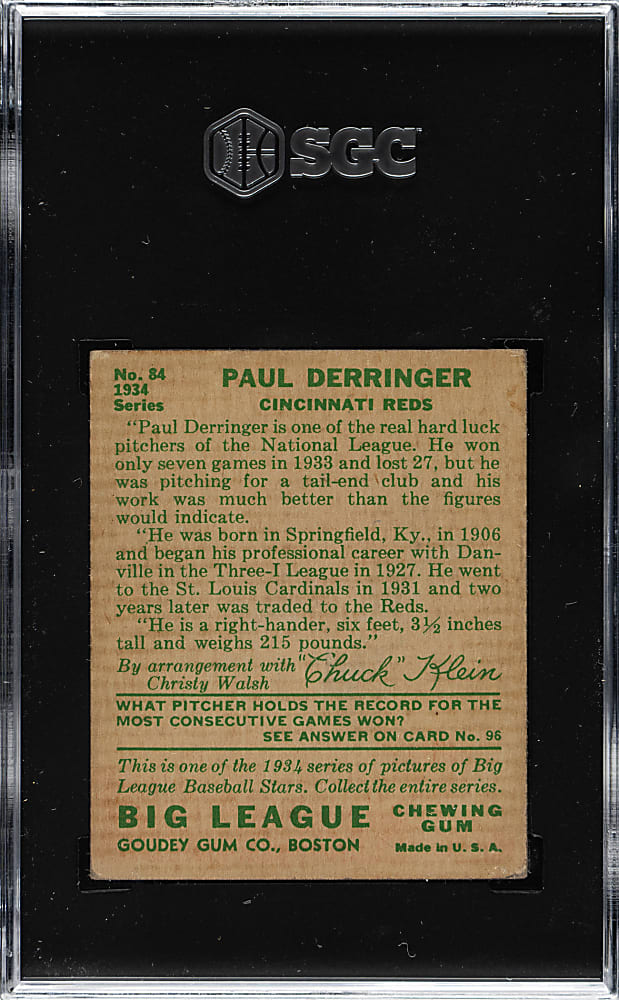 SGC
No. 84
1934
Series
PAUL DERRINGER
CINCINNATI REDS
"Paul Derringer is one of the real hard luck
pitchers of the National League. He won
only seven games in 1933 and lost 27, but he
was pitching for a tail-end club and his
work was much better than the figures
would indicate.
"He was born in Springfield, Ky., in 1906
and began his professional career with Dan-
ville in the Three-I League in 1927. He went
to the St. Louis Cardinals in 1931 and two
years later was traded to the Reds.
"He is a right-hander, six feet, 3½ inches
tall and weighs 215 pounds."
By arrangement with
Christy Walsh
"Chuck" Klein
WHAT PITCHER HOLDS THE RECORD FOR THE
MOST CONSECUTIVE GAMES WON?
SEE ANSWER ON CARD No. 96
This is one of the 1934 series of pictures of Big
League Baseball Stars. Collect the entire series.
BIG LEAGUE CHEWING GUM
GOUDEY GUM CO., BOSTON Made in U. S. A.